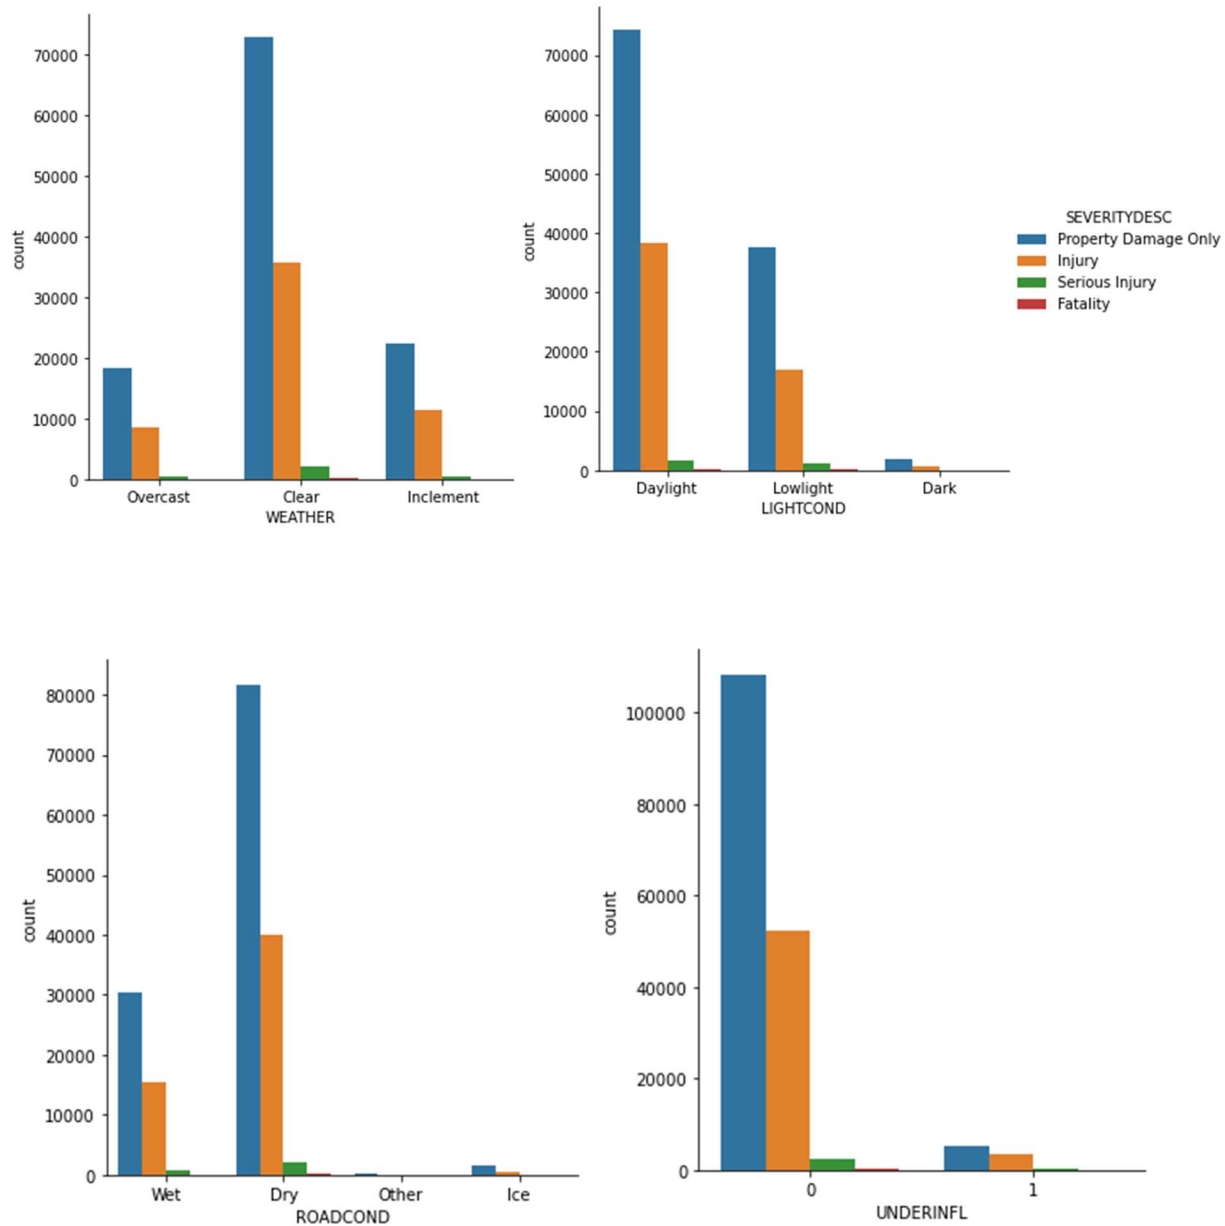 70000
60000
50000
40000
30000
20000
10000
0
count
Overcast Clear Inclement
WEATHER
70000
60000
50000
40000
30000
20000
10000
0
count
Daylight Lowlight Dark
LIGHTCOND
SEVERITYDESC
Property Damage Only
Injury
Serious Injury
Fatality
80000
70000
60000
50000
40000
30000
20000
10000
0
count
Wet Dry Other Ice
ROADCOND
100000
80000
60000
40000
20000
0
count
0 1
UNDERINFL